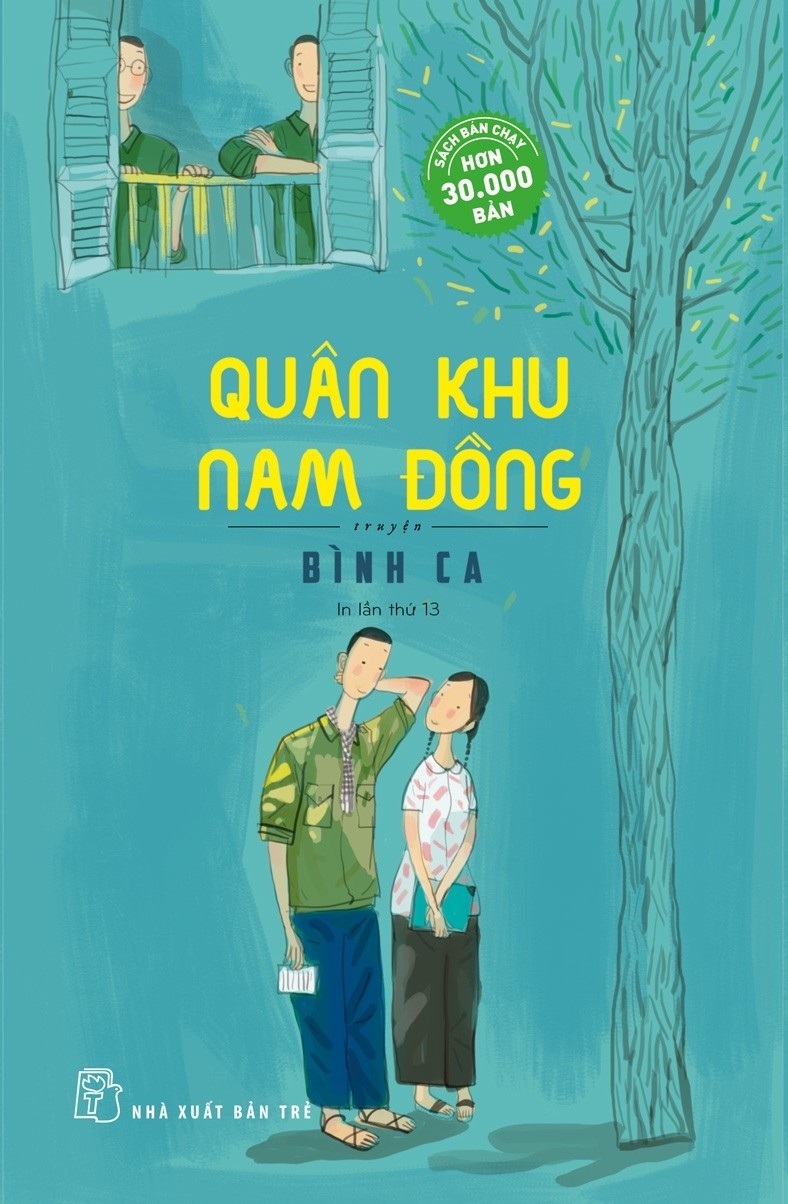 SÁCH BÁN CHẠY
HƠN
30.000
BẢN
QUÂN KHU
NAM ĐỒNG
truyện
BÌNH CA
In lần thứ 13
T
NHÀ XUẤT BẢN TRẺ